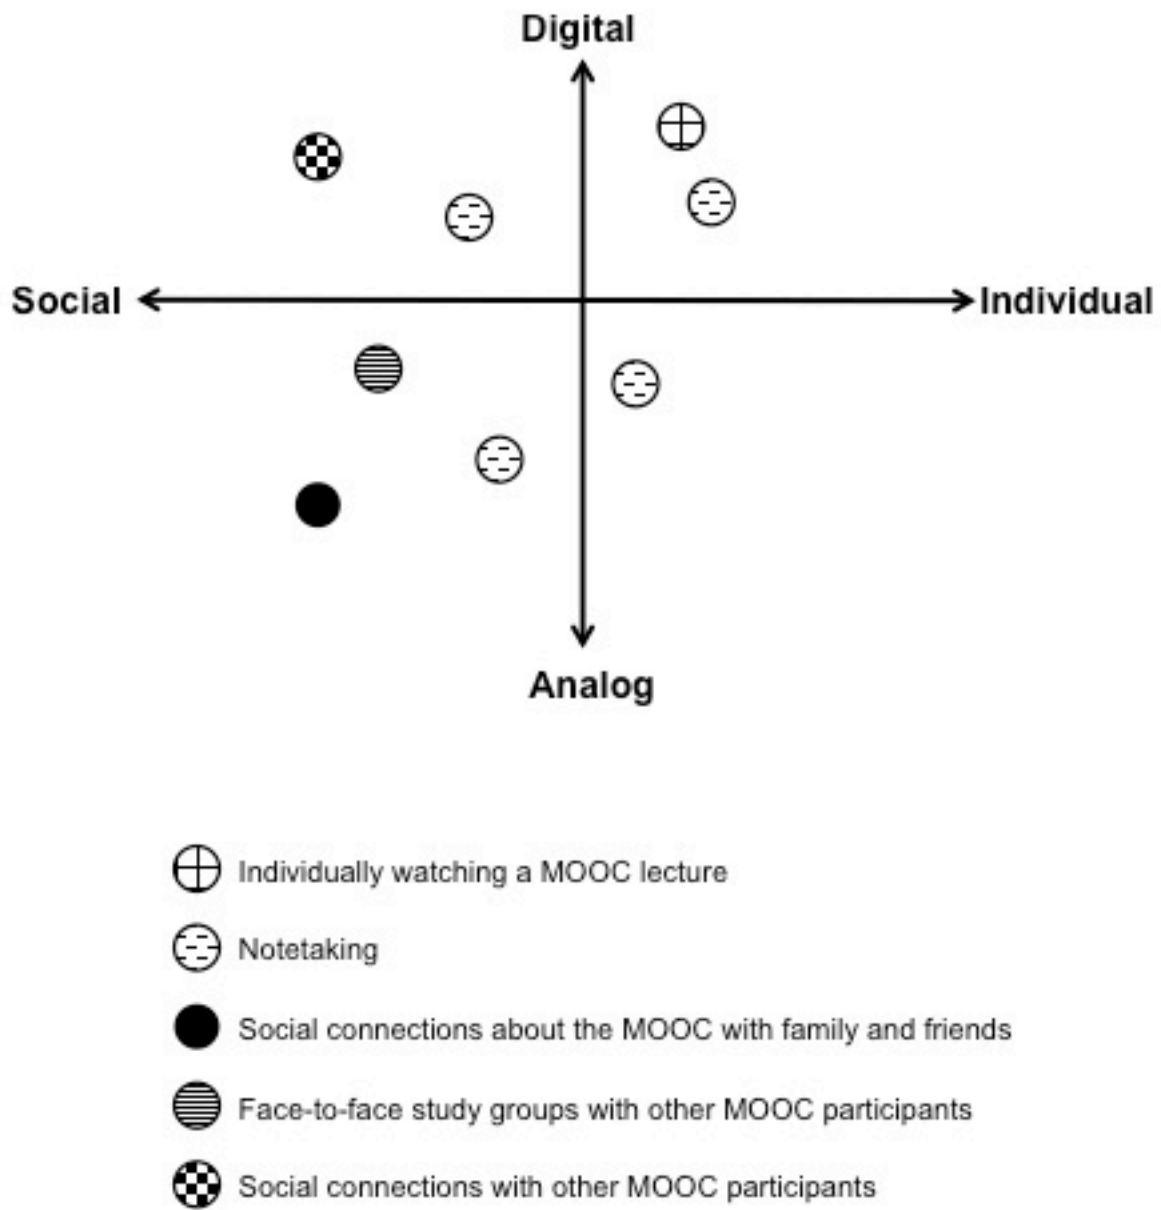 Digital
Social
Individual
Analog
Individually watching a MOOC lecture
Notetaking
Social connections about the MOOC with family and friends
Face-to-face study groups with other MOOC participants
Social connections with other MOOC participants